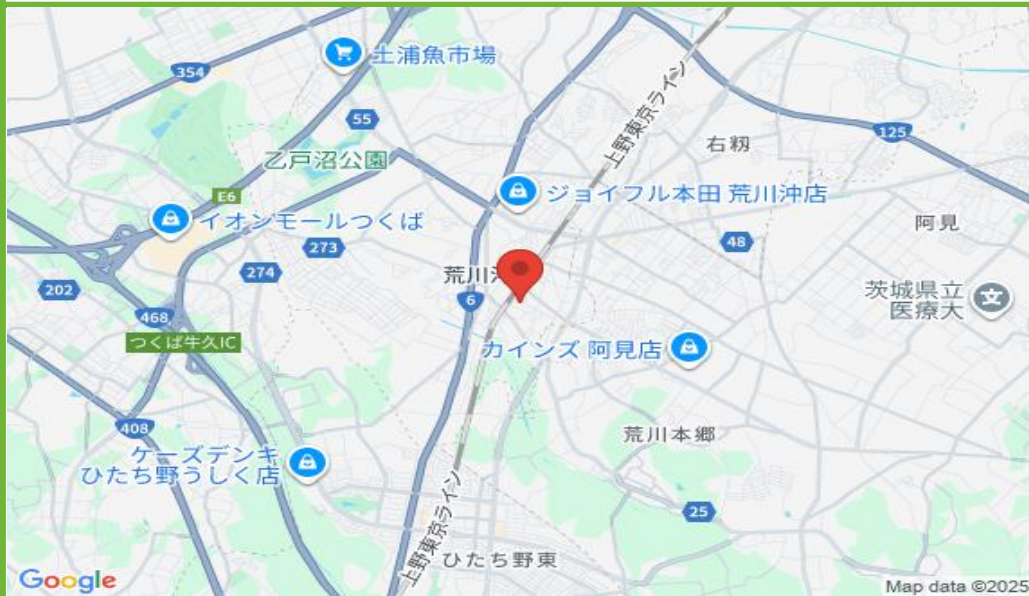 土浦魚市場
354
55
上野東京ライン
右籾
125
乙戸沼公園
E6
ジョイフル本田 荒川沖店
イオンモールつくば
阿見
273
48
274
荒川
6
茨城県立
医療大
202
468
つくば牛久IC
カインズ 阿見店
408
荒川本郷
ケーズデンキ
ひたち野うしく店
25
上野東京ライン
ひたち野東
Google
Map data ©2025